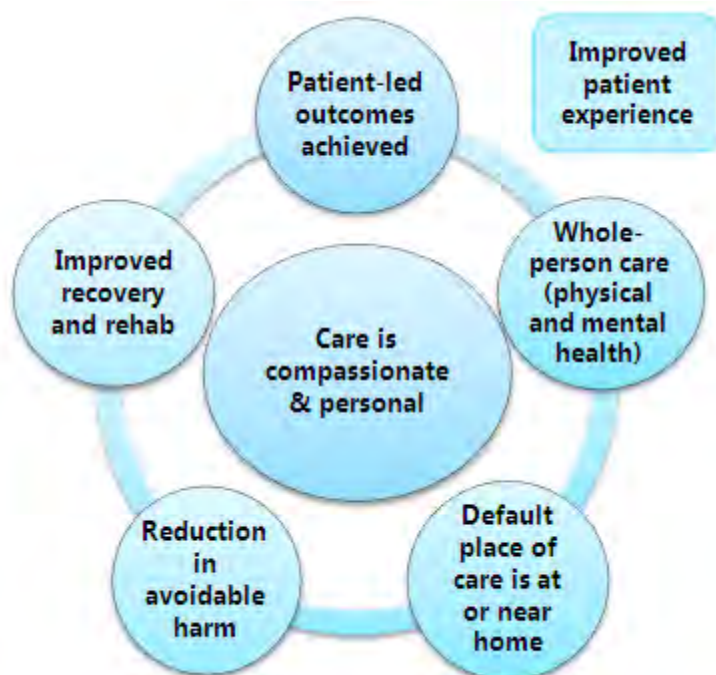 Patient-led
outcomes
achieved
Improved
patient
experience
Whole-
person care
(physical
and mental
health)
Default
place of
care is at
or near
home
Reduction
in
avoidable
harm
Improved
recovery
and rehab
Care is
compassionate
& personal